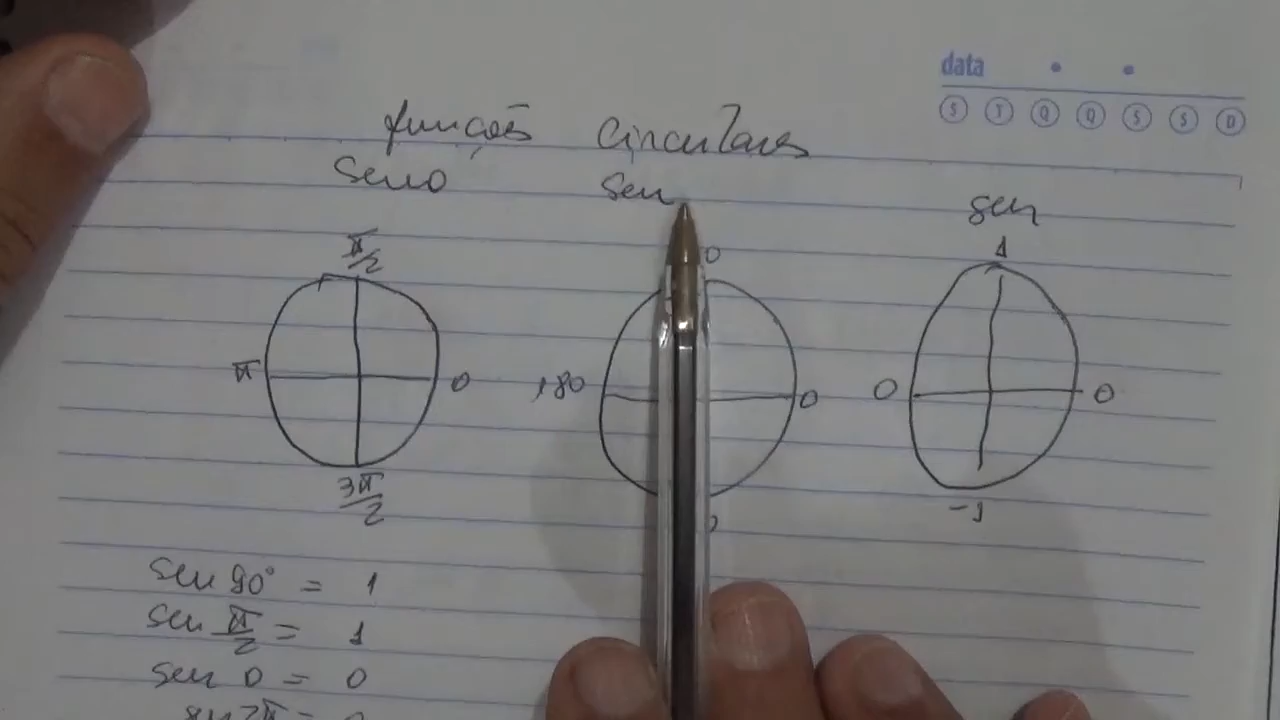 data
S T Q Q S S D
funções circulares
Seno sen sen
π/2 0 1
π 0 180 0 0 0
3π/2 -1
sen 90° = 1
sen π/2 = 1
sen 0 = 0